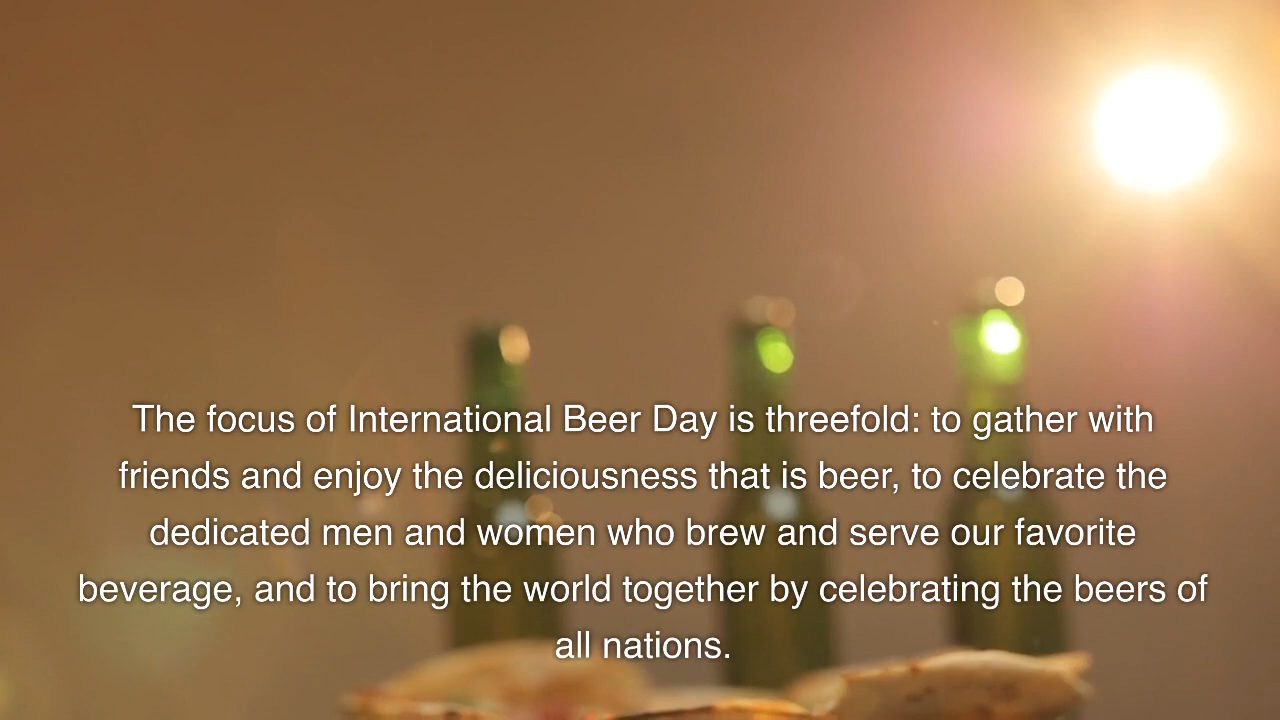 The focus of International Beer Day is threefold: to gather with
friends and enjoy the deliciousness that is beer, to celebrate the
dedicated men and women who brew and serve our favorite
beverage, and to bring the world together by celebrating the beers of
all nations.